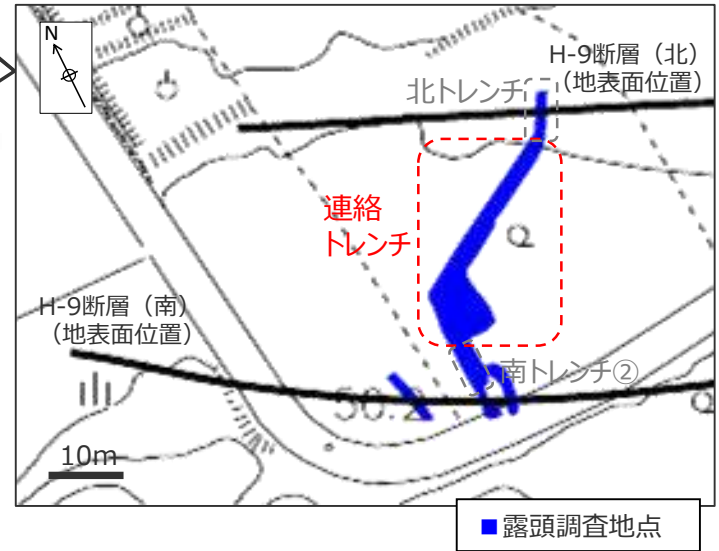 N
H-9断層（北）
（地表面位置）
北トレンチ
連絡
トレンチ
H-9断層（南）
（地表面位置）
南トレンチ②
10m
■露頭調査地点